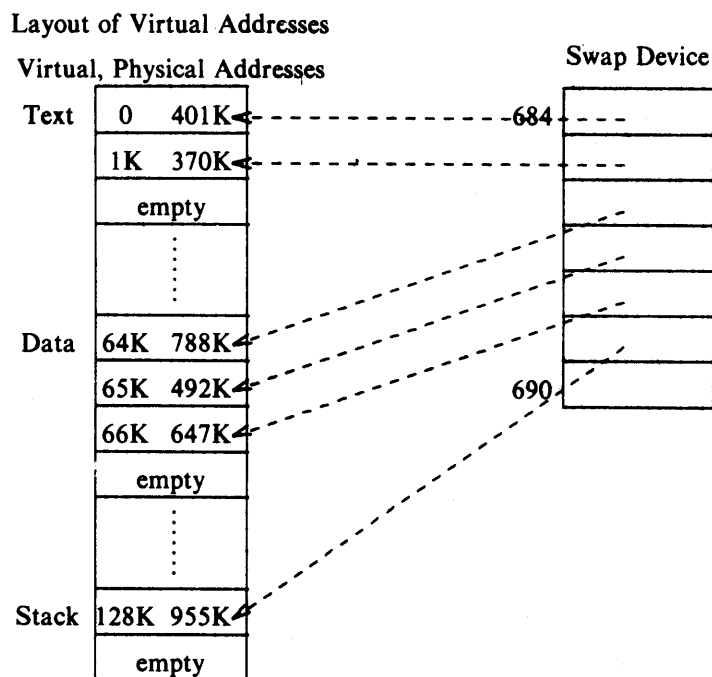 Layout of Virtual Addresses
Virtual, Physical Addresses
Swap Device
Text 0 401K 684
1K 370K
empty
Data 64K 788K
65K 492K 690
66K 647K
empty
Stack 128K 955K
empty